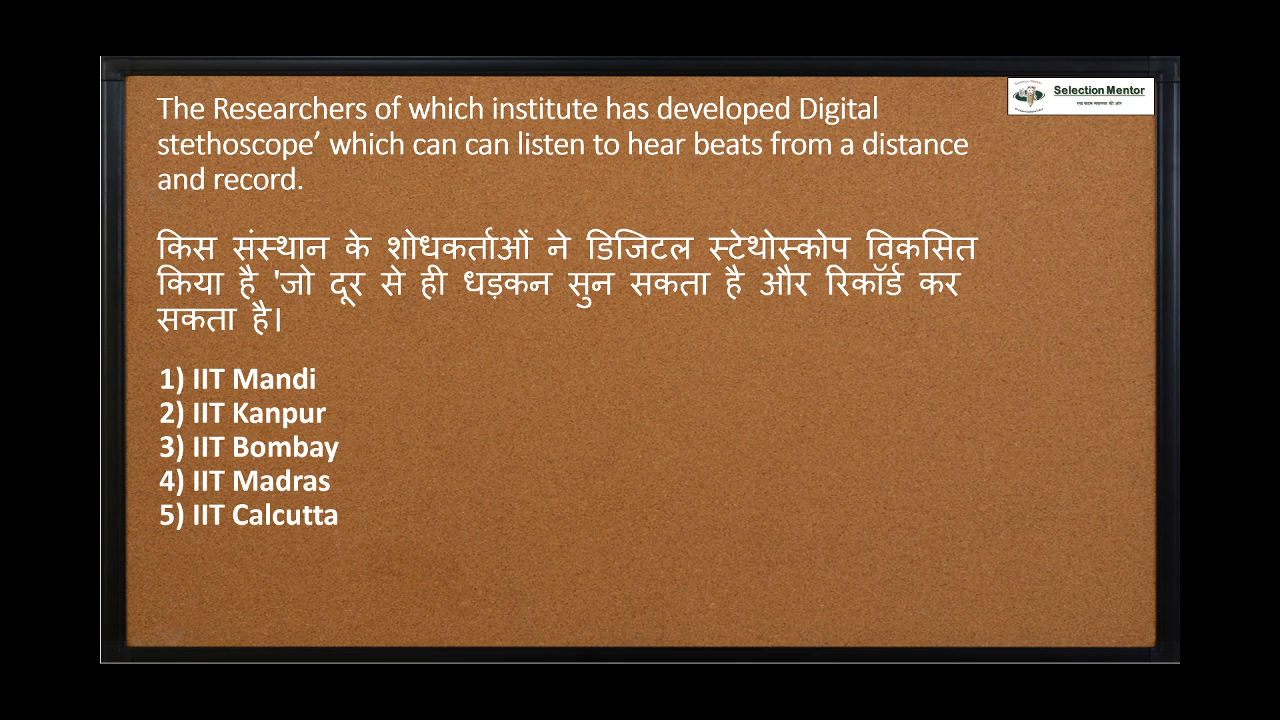 Selection Mentor
The Researchers of which institute has developed Digital
stethoscope’ which can can listen to hear beats from a distance
and record.
किस संस्थान के शोधकर्ताओं ने डिजिटल स्टेथोस्कोप विकसित
किया है 'जो दूर से ही धड़कन सुन सकता है और रिकॉर्ड कर
सकता है।
1) IIT Mandi
2) IIT Kanpur
3) IIT Bombay
4) IIT Madras
5) IIT Calcutta